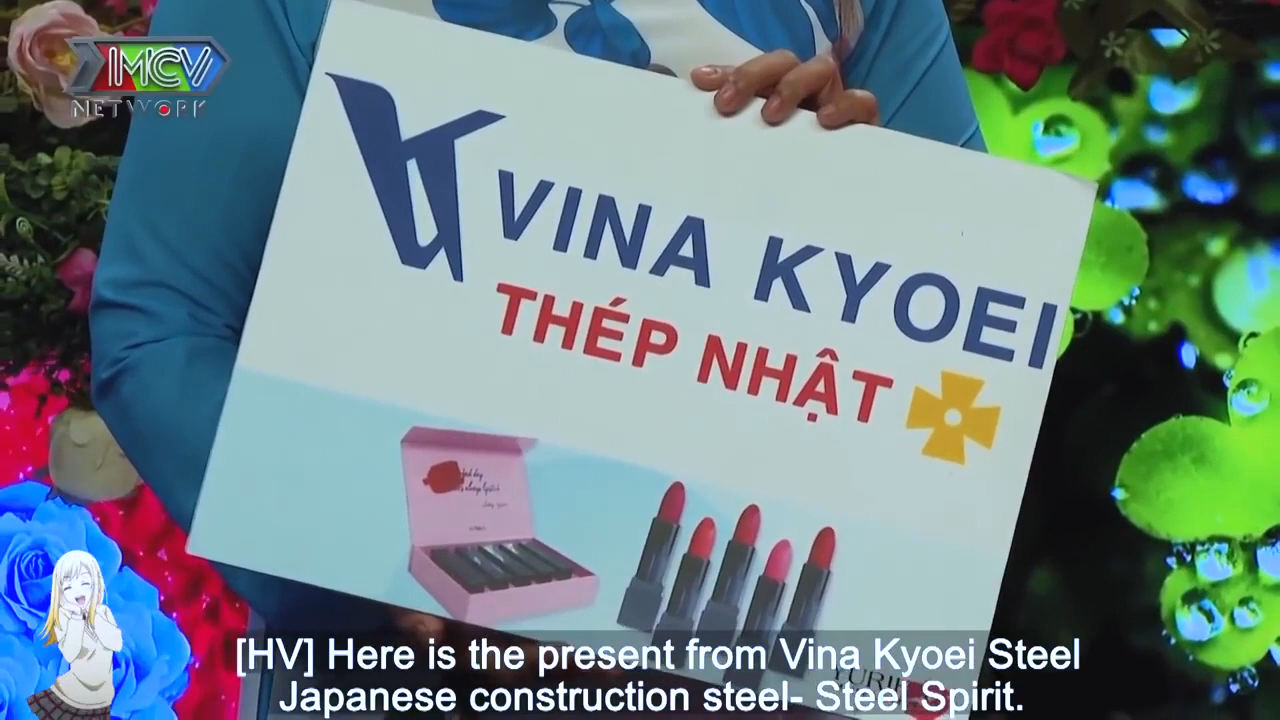 MCV
NETWORK
VINA KYOEI
THÉP NHẬT
[HV] Here is the present from Vina Kyoei Steel
Japanese construction steel- Steel Spirit.